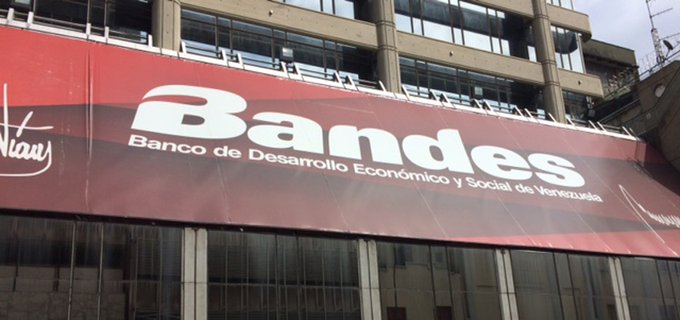 Bandes
Banco de Desarrollo Económico y Social de Venezuela